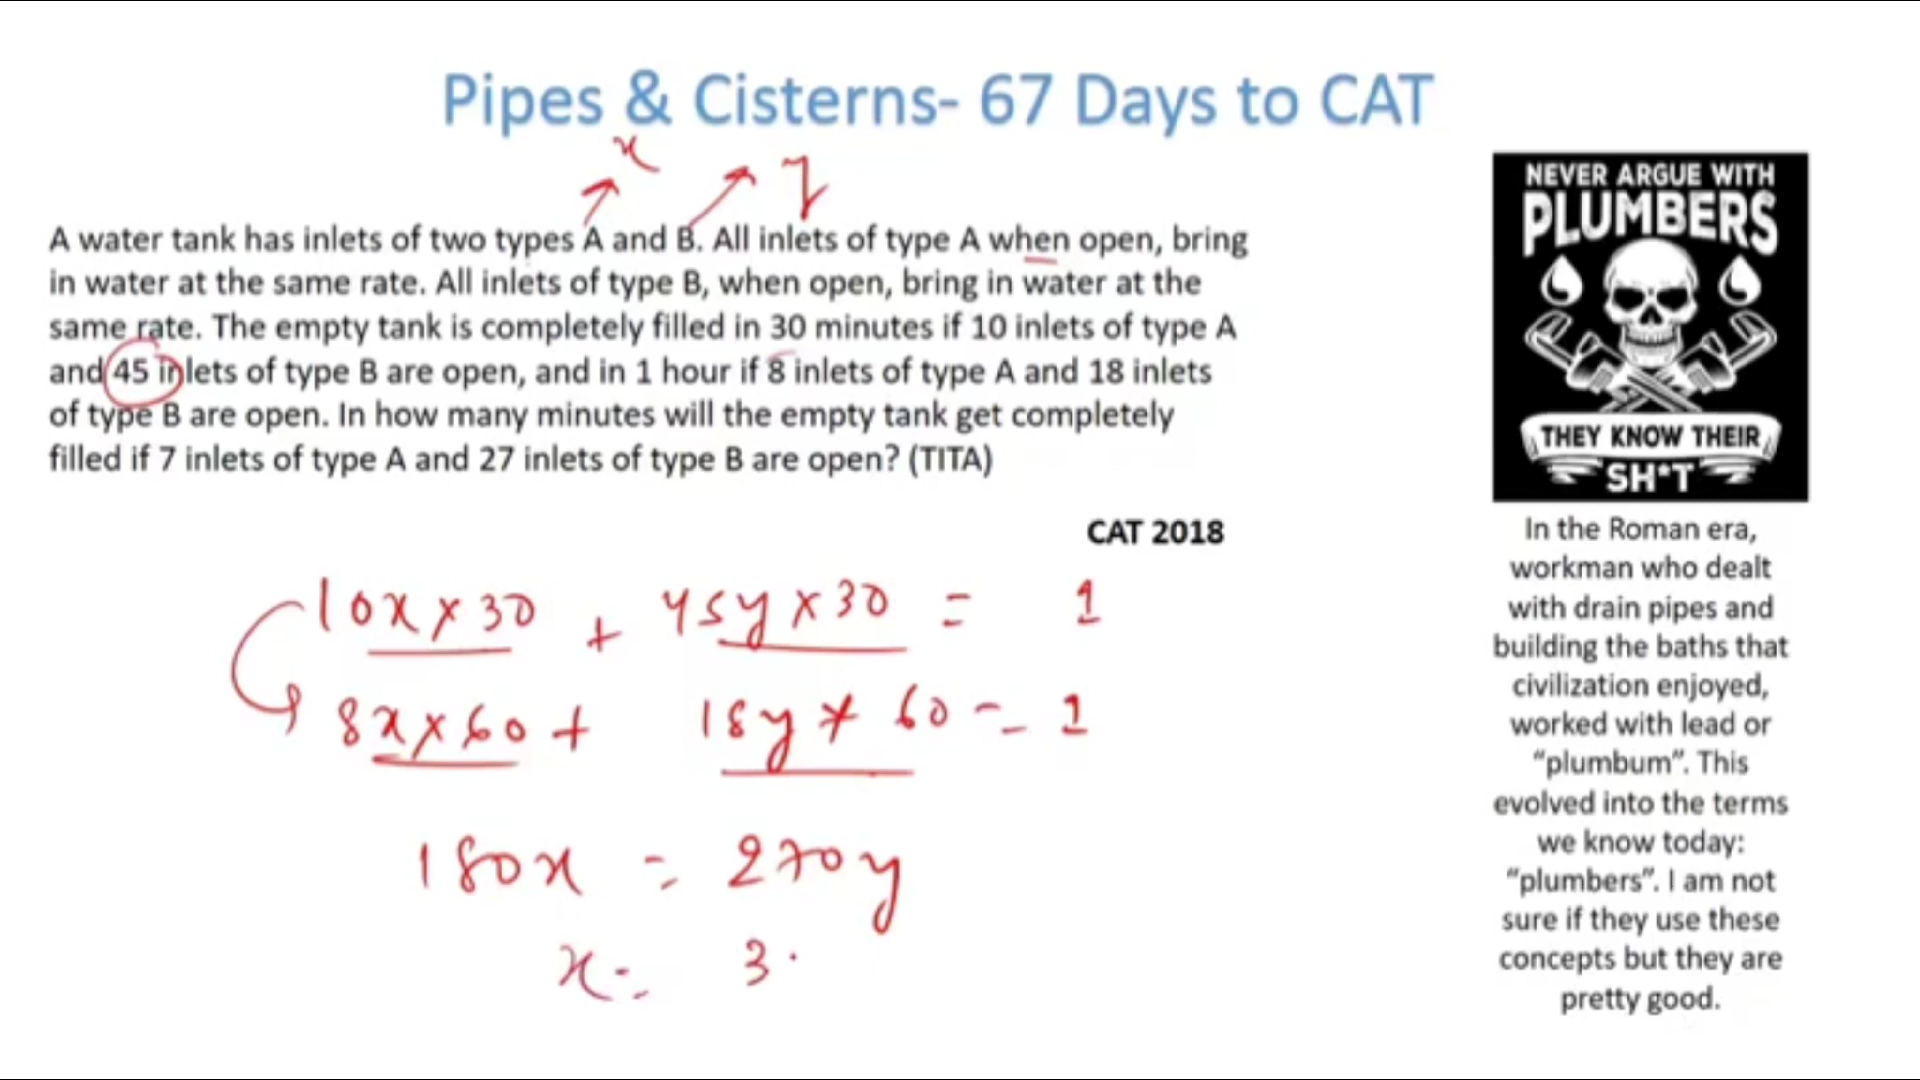 Pipes & Cisterns- 67 Days to CAT
x
y
A water tank has inlets of two types A and B. All inlets of type A when open, bring
in water at the same rate. All inlets of type B, when open, bring in water at the
same rate. The empty tank is completely filled in 30 minutes if 10 inlets of type A
and 45 inlets of type B are open, and in 1 hour if 8 inlets of type A and 18 inlets
of type B are open. In how many minutes will the empty tank get completely
filled if 7 inlets of type A and 27 inlets of type B are open? (TITA)
CAT 2018
10x × 30 + 45y × 30 = 1
8x × 60 + 18y × 60 = 1
180x = 270y
x = 3.
NEVER ARGUE WITH
PLUMBERS
THEY KNOW THEIR
SH*T
In the Roman era,
workman who dealt
with drain pipes and
building the baths that
civilization enjoyed,
worked with lead or
“plumbum”. This
evolved into the terms
we know today:
“plumbers”. I am not
sure if they use these
concepts but they are
pretty good.